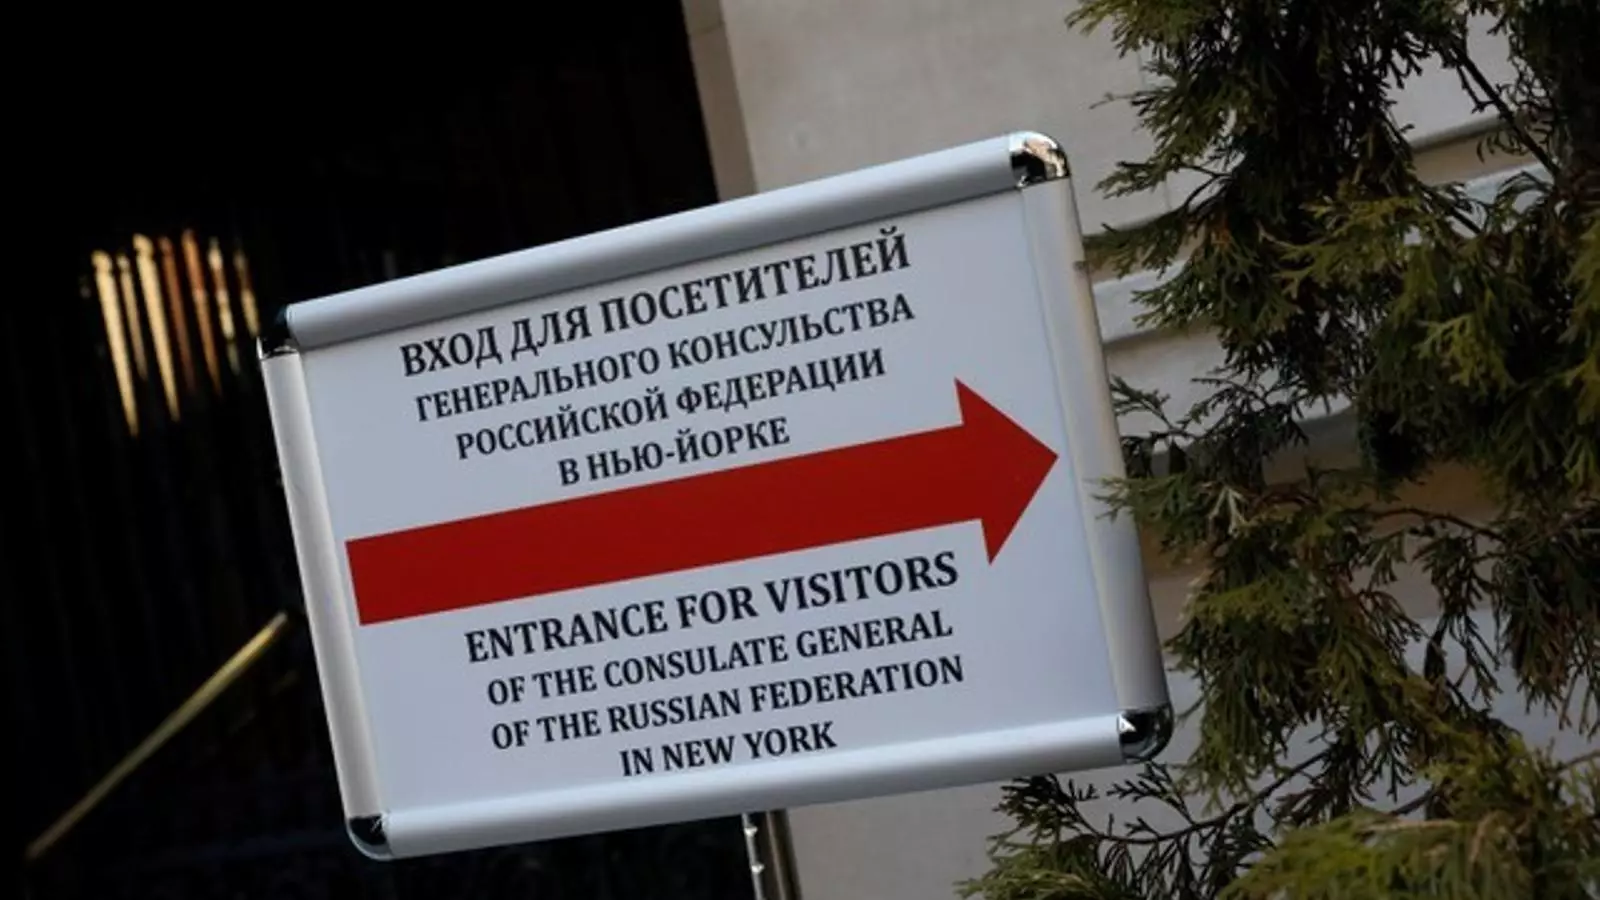 ВХОД ДЛЯ ПОСЕТИТЕЛЕЙ
ГЕНЕРАЛЬНОГО КОНСУЛЬСТВА
РОССИЙСКОЙ ФЕДЕРАЦИИ
В НЬЮ-ЙОРКЕ
ENTRANCE FOR VISITORS
OF THE CONSULATE GENERAL
OF THE RUSSIAN FEDERATION
IN NEW YORK